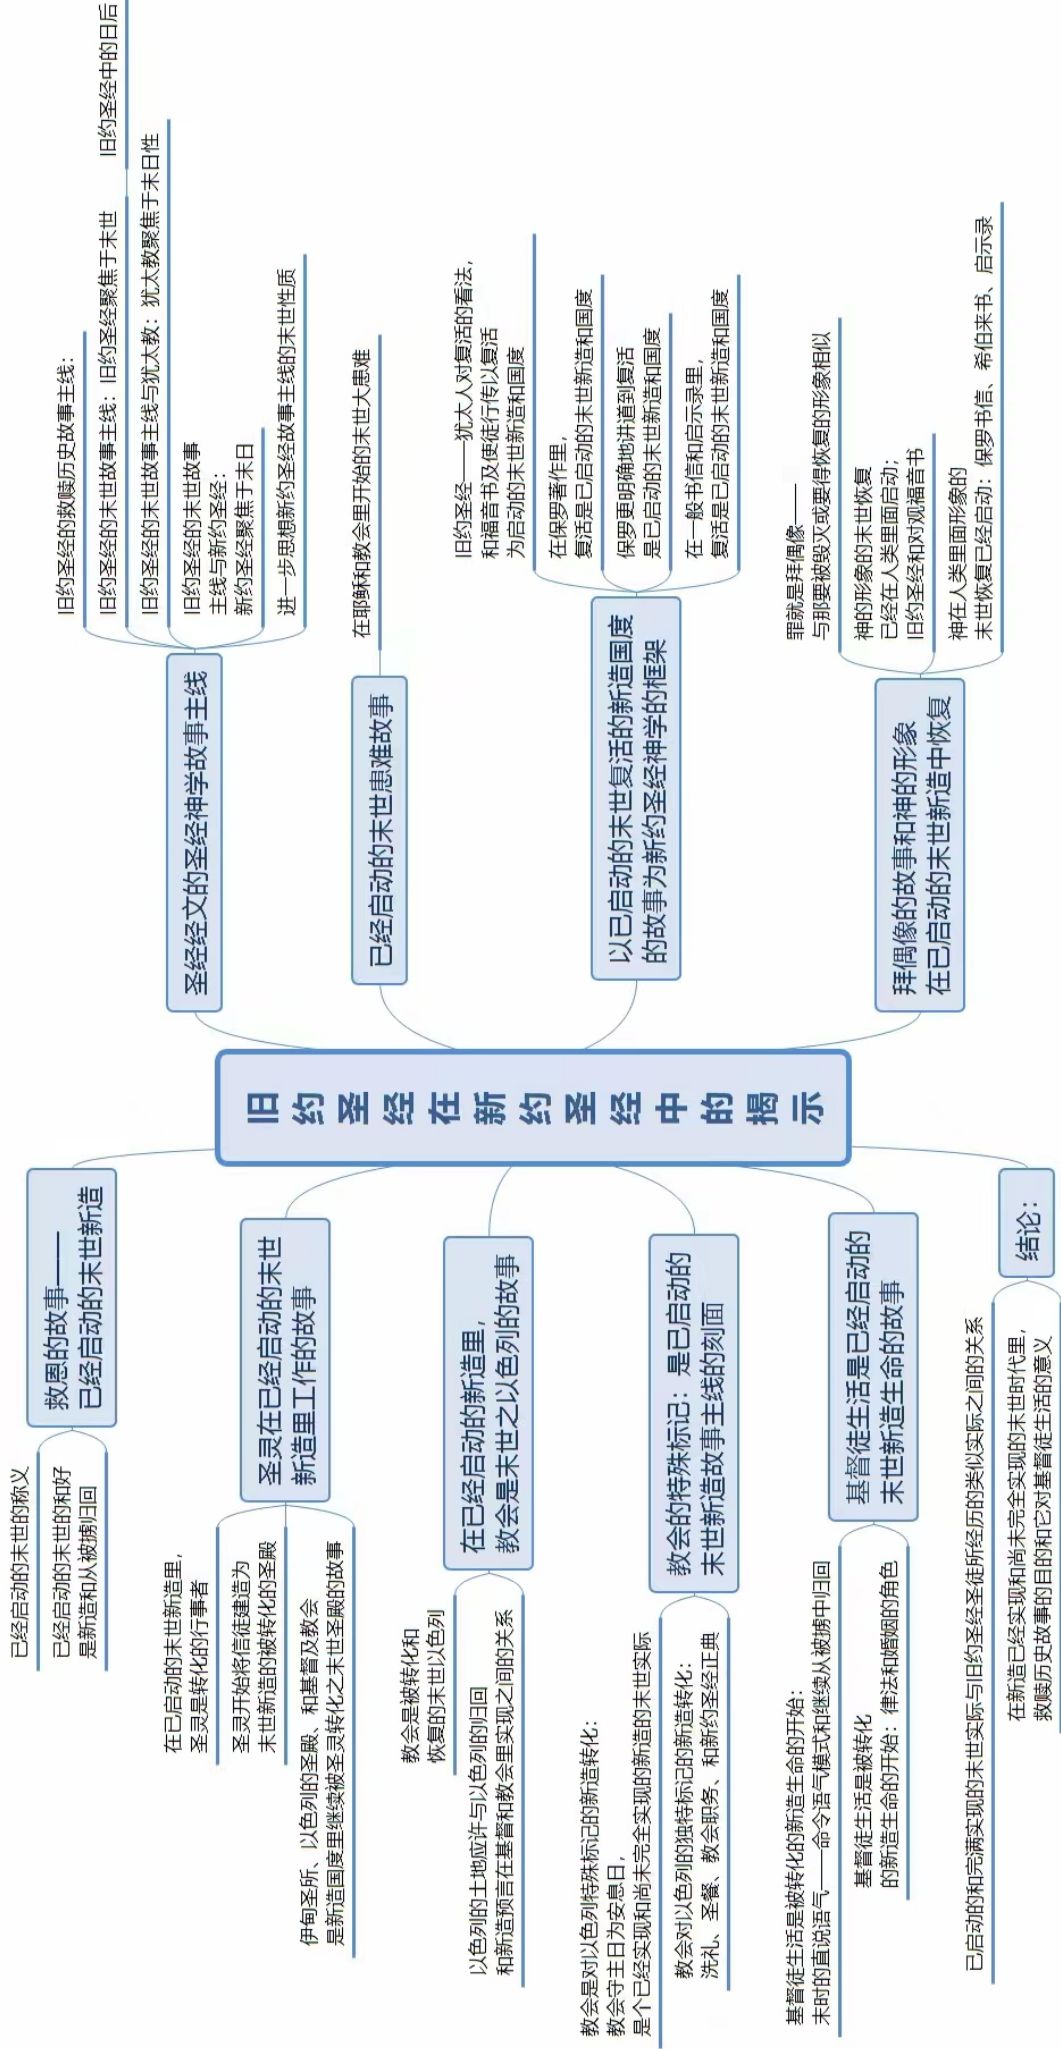 旧约圣经在新约圣经中的揭示
圣经经文的圣经神学故事主线
旧约圣经的救赎历史故事主线：
旧约圣经的末世故事主线：旧约圣经聚焦于末世
旧约圣经中的日后
旧约圣经的末世故事主线与犹太教：犹太教聚焦于末日性
旧约圣经的末世故事
主线与新约圣经：
新约圣经聚焦于末日
进一步思想新约圣经故事主线的末世性质
已经启动的末世患难故事
在耶稣和教会里开始的末世大患难
以已启动的末世复活的新造国度
的故事为新约圣经神学的框架
旧约圣经——犹太人对复活的看法，
和福音书及使徒行传以复活
为启动的末世新造和国度
在保罗著作里，
复活是已启动的末世新造和国度
保罗更明确地讲道到复活
是已启动的末世新造和国度
在一般书信和启示录里，
复活是已启动的末世新造和国度
拜偶像的故事和神的形象
在已启动的末世新造中恢复
罪就是拜偶像——
与那要被毁灭或要得恢复的形象相似
神的形象的末世恢复
已经在人类里面启动；
旧约圣经和对观福音书
神在人类里面形象的
末世恢复已经启动：保罗书信、希伯来书、启示录
救恩的故事——
已经启动的末世新造
已经启动的末世的称义
已经启动的末世的和好
是新造和从被掳归回
圣灵在已经启动的末世
新造里工作的故事
在已启动的末世新造里，
圣灵是转化的行事者
圣灵开始将信徒建造为
末世新造的被转化的圣殿
伊甸圣所、以色列的圣殿、和基督及教会
是新造国度里继续被圣灵转化之末世圣殿的故事
在已经启动的新造里，
教会是末世之以色列的故事
教会是被转化和
恢复的末世以色列
以色列的土地应许与以色列的归回
和新造预言在基督和教会里实现之间的关系
教会的特殊标记：是已启动的
末世新造故事主线的刻面
教会是对以色列特殊标记的新造转化：
教会守主日为安息日，
是个已经实现和尚未完全实现的新造的末世实际
教会对以色列的独特标记的新造转化：
洗礼、圣餐、教会职务、和新约圣经正典
基督徒生活是已经启动的
末世新造生命的故事
基督徒生活是被转化的新造生命的开始：
末时的直说语气——命令语气模式和继续从被掳中归回
基督徒生活是被转化
的新造生命的开始：律法和婚姻的角色
结论：
已启动的和完满实现的末世实际与旧约圣经圣徒所经历的类似实际之间的关系
在新造已经实现和尚未完全实现的末世时代里，
救赎历史故事的目的和它对基督徒生活的意义